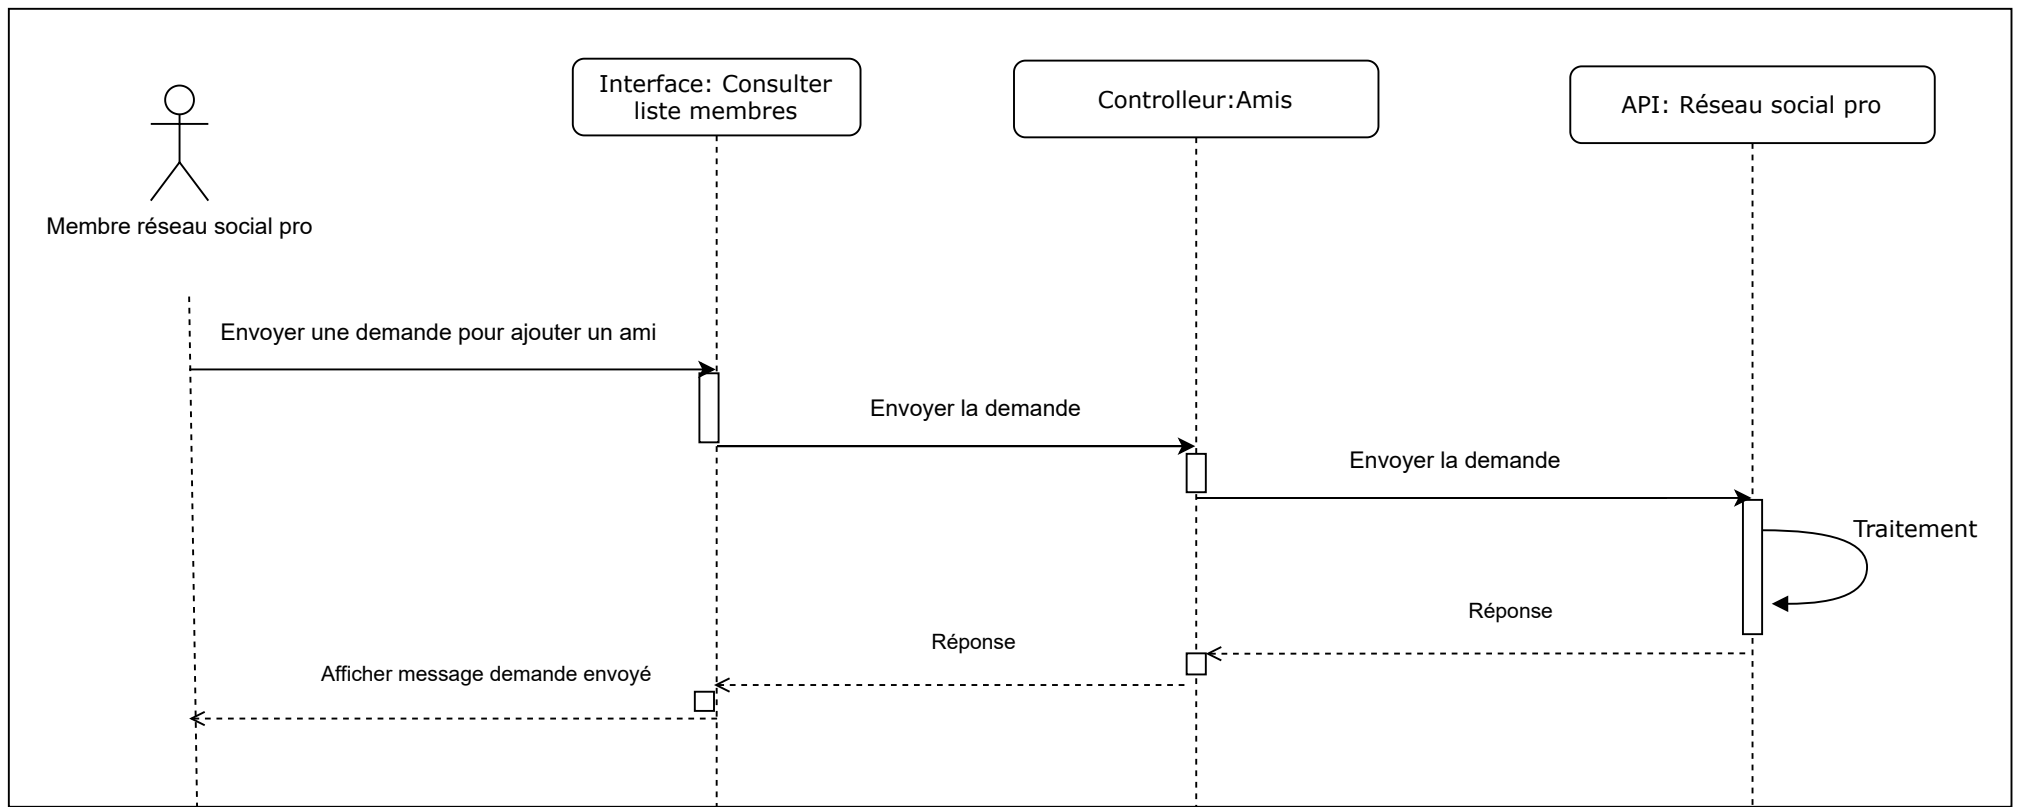 Interface: Consulter
liste membres
Controlleur:Amis
API: Réseau social pro
Membre réseau social pro
Envoyer une demande pour ajouter un ami
Envoyer la demande
Envoyer la demande
Traitement
Réponse
Réponse
Afficher message demande envoyé